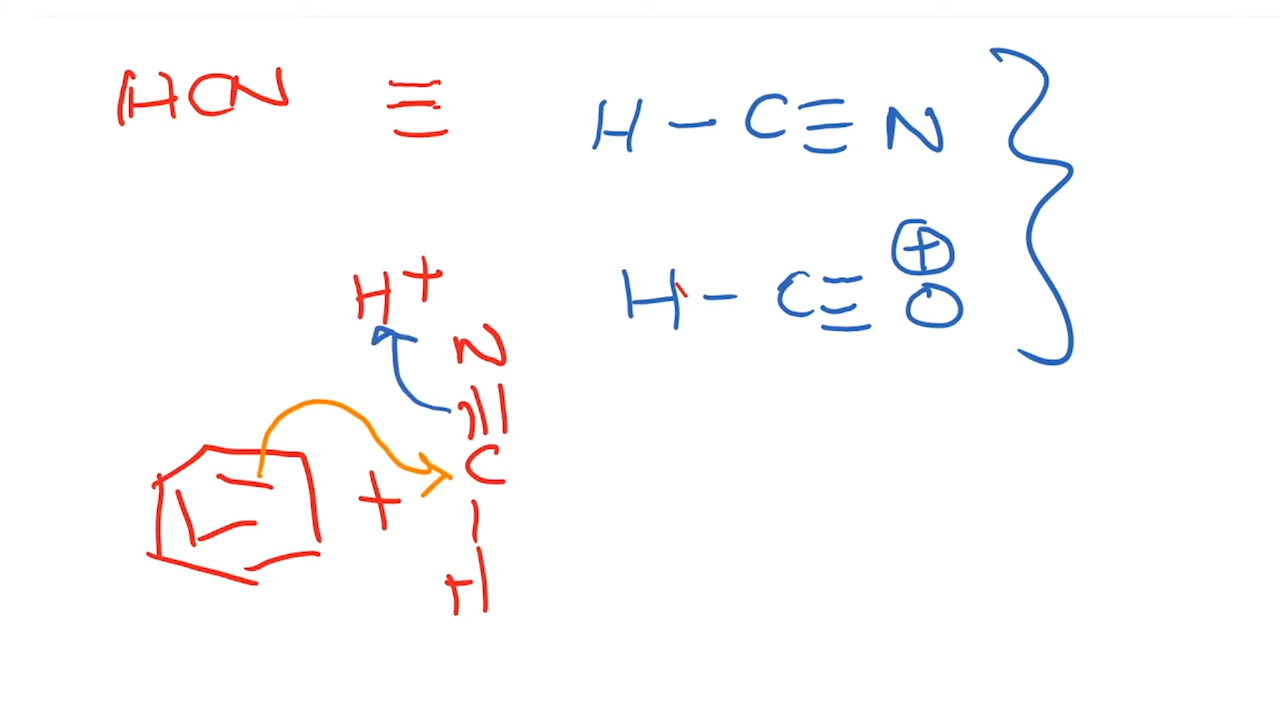 HCN ≡ H - C ≡ N
H - C ≡ O ⊕
H+
N
|||
+ C
|
H